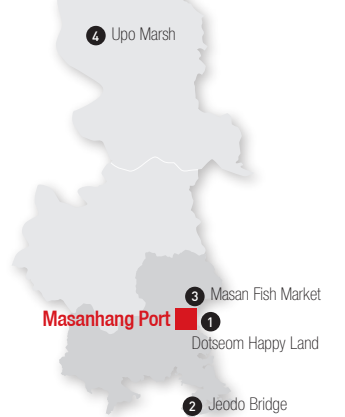 4 Upo Marsh
3 Masan Fish Market
Masanhang Port 1
Dotseom Happy Land
2 Jeodo Bridge